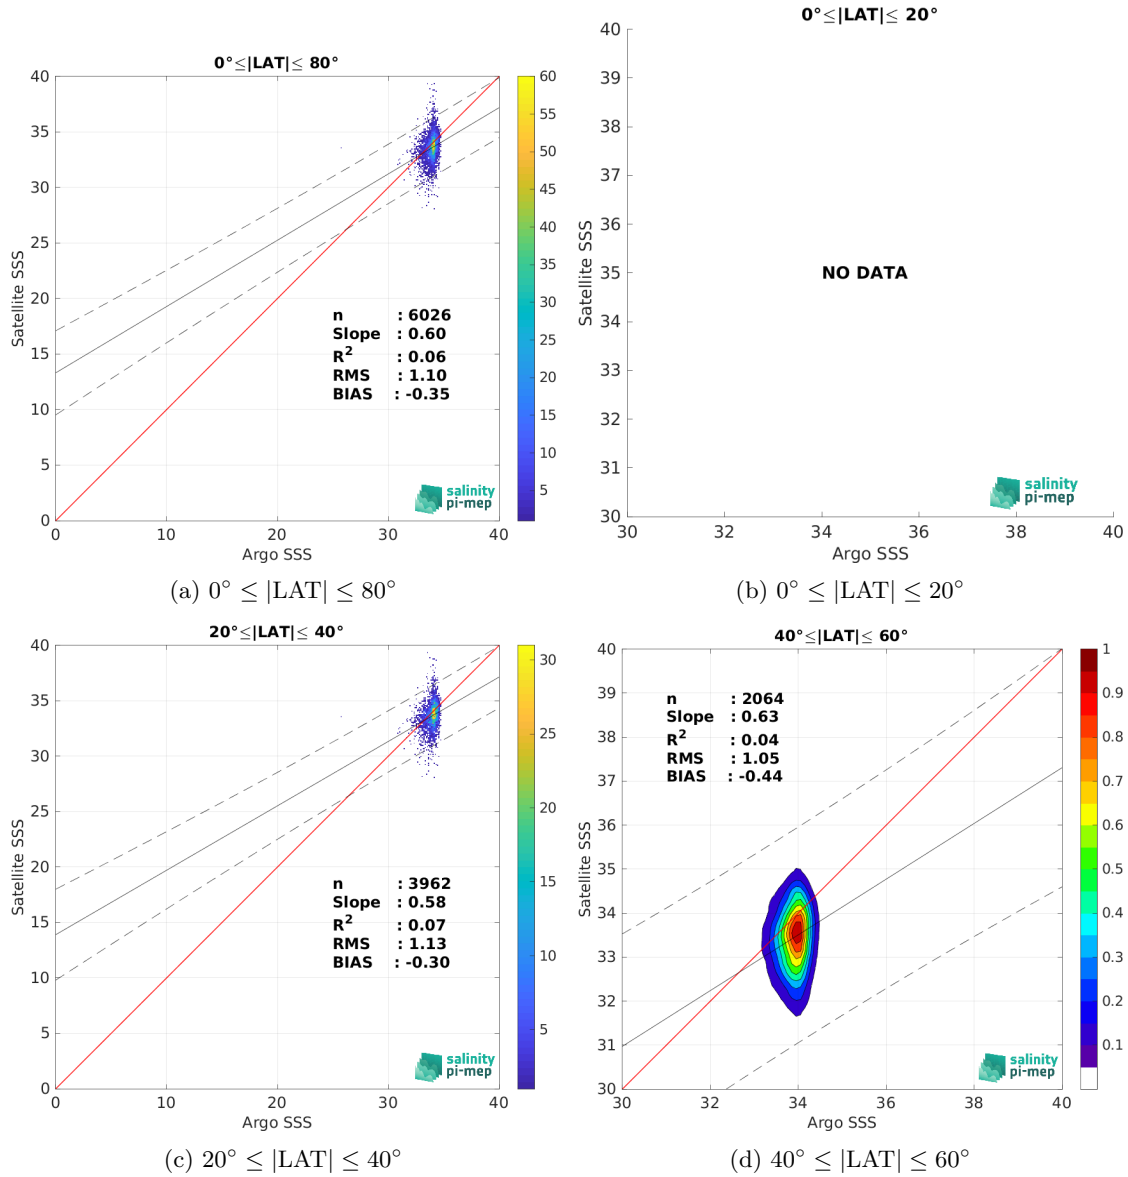 0°≤|LAT|≤ 80°
40
35
30
25
20
15
10
5
0
Satellite SSS
n : 6026
Slope : 0.60
R² : 0.06
RMS : 1.10
BIAS : -0.35
salinity
pi-mep
0 10 20 30 40
Argo SSS
60
55
50
45
40
35
30
25
20
15
10
5
(a) 0° ≤ |LAT| ≤ 80°
0°≤|LAT|≤ 20°
40
39
38
37
36
35
34
33
32
31
30
Satellite SSS
NO DATA
salinity
pi-mep
30 32 34 36 38 40
Argo SSS
(b) 0° ≤ |LAT| ≤ 20°
20°≤|LAT|≤ 40°
40
35
30
25
20
15
10
5
0
Satellite SSS
n : 3962
Slope : 0.58
R² : 0.07
RMS : 1.13
BIAS : -0.30
salinity
pi-mep
0 10 20 30 40
Argo SSS
30
25
20
15
10
5
(c) 20° ≤ |LAT| ≤ 40°
40°≤|LAT|≤ 60°
40
39
38
37
36
35
34
33
32
31
30
Satellite SSS
n : 2064
Slope : 0.63
R² : 0.04
RMS : 1.05
BIAS : -0.44
salinity
pi-mep
30 32 34 36 38 40
Argo SSS
1
0.9
0.8
0.7
0.6
0.5
0.4
0.3
0.2
0.1
(d) 40° ≤ |LAT| ≤ 60°